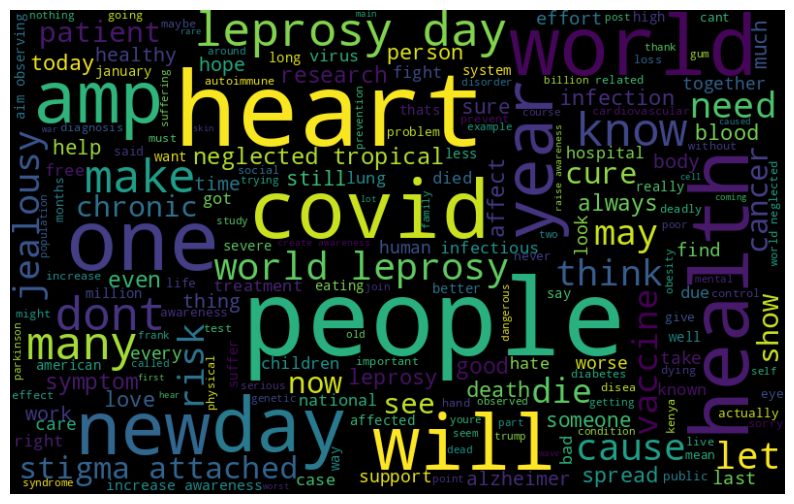 main
nothing
going
maybe
rare
aim observing
patient
leprosy day
effort
post
high
cant
world
much
around
thank
gum
today
healthy
january
hope
long
virus
person
loss
together
billion
related
amp
autoimmune
suffering
research
fight
system
disorder
heart
thats
sure
infection
need
prevent
cardiovascular
war
diagnosis
skin
prevention
problem
example
course
caused
without
year
know
blood
help
must
said
want
neglected tropical
less
hospital
body
free
make
time
social
trying
still
lung
died
affect
cure
really
cell
raise awareness
jealousy
population
months
chronic
got
study
lot
family
covid
look
always
deadly
coming
cancer
one
severe
create awareness
human
infectious
never
two
may
poor
world neglected
even
world leprosy
think
find
health
increase
life
thing
treatment
eating
join
better
say
obesity
mental
due
control
dont
might
million
awareness
old
dangerous
people
give
well
show
many
risk
parkinson
frank
test
american
called
every
suffer
children
important
hate
worse
vaccine
take
dying
symptom
physical
now
leprosy
good
death
die
diabetes
disea
known
self
effect
first
hear
serious
love
national
genetic
hand
observed
see
someone
getting
kenya
actually
eye
work
newday
will
care
affected
youre
part
condition
sorry
right
seem
trump
bad
cause
live
mean
let
stigma attached
way
dead
wave
support
alzheimer
spread
public
last
syndrome
increase awareness
worst
case
point